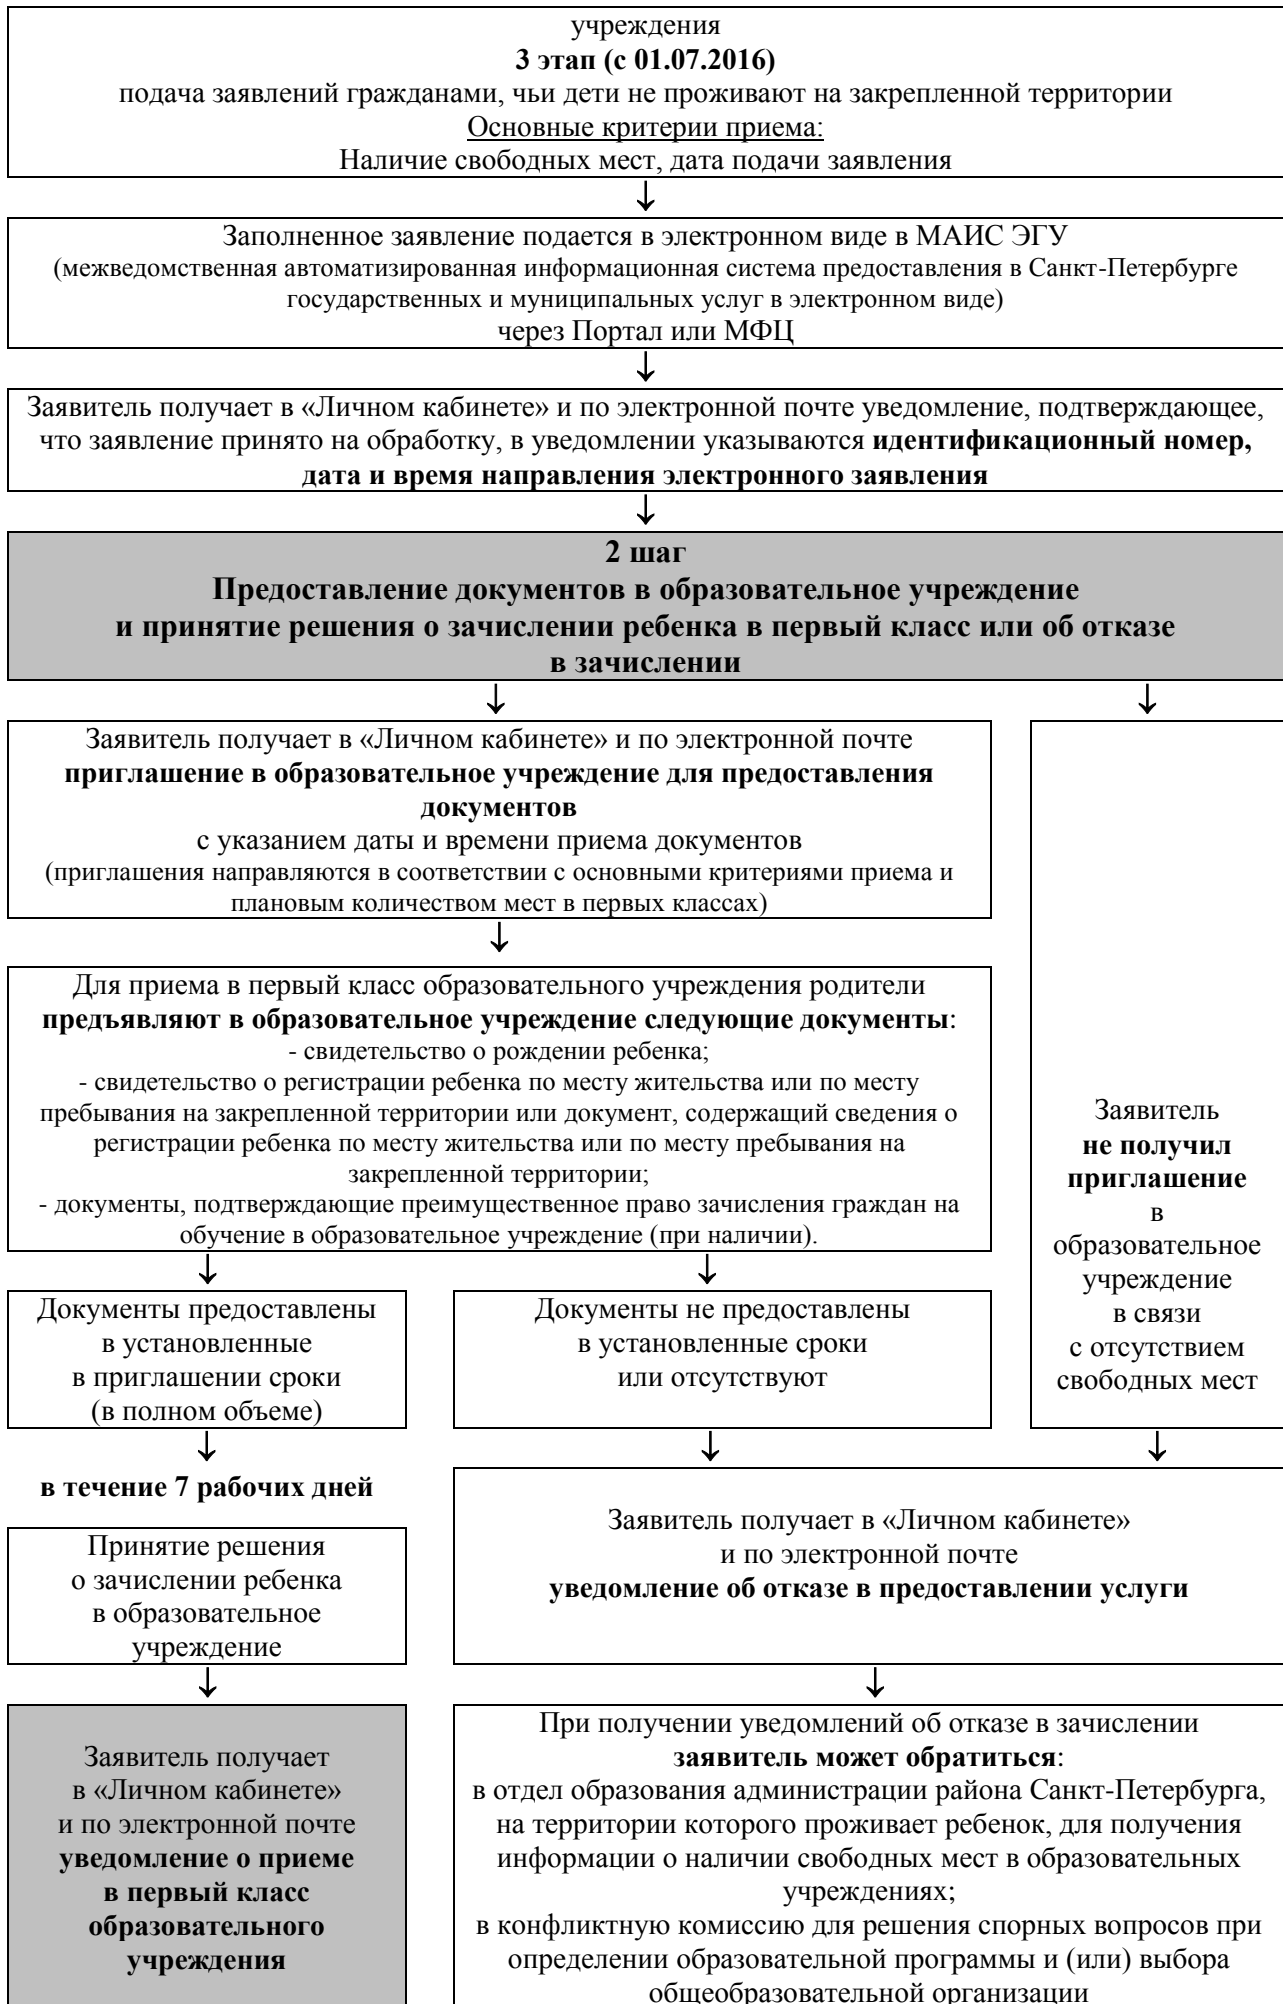 учреждения
3 этап (с 01.07.2016)
подача заявлений гражданами, чьи дети не проживают на закрепленной территории
Основные критерии приема:
Наличие свободных мест, дата подачи заявления
Заполненное заявление подается в электронном виде в МАИС ЭГУ
(межведомственная автоматизированная информационная система предоставления в Санкт-Петербурге
государственных и муниципальных услуг в электронном виде)
через Портал или МФЦ
Заявитель получает в «Личном кабинете» и по электронной почте уведомление, подтверждающее,
что заявление принято на обработку, в уведомлении указываются идентификационный номер,
дата и время направления электронного заявления
2 шаг
Предоставление документов в образовательное учреждение
и принятие решения о зачислении ребенка в первый класс или об отказе
в зачислении
Заявитель получает в «Личном кабинете» и по электронной почте
приглашение в образовательное учреждение для предоставления
документов
с указанием даты и времени приема документов
(приглашения направляются в соответствии с основными критериями приема и
плановым количеством мест в первых классах)
Для приема в первый класс образовательного учреждения родители
предъявляют в образовательное учреждение следующие документы:
- свидетельство о рождении ребенка;
- свидетельство о регистрации ребенка по месту жительства или по месту
пребывания на закрепленной территории или документ, содержащий сведения о
регистрации ребенка по месту жительства или по месту пребывания на
закрепленной территории;
- документы, подтверждающие преимущественное право зачисления граждан на
обучение в образовательное учреждение (при наличии).
Заявитель
не получил
приглашение
в
образовательное
учреждение
в связи
с отсутствием
свободных мест
Документы предоставлены
в установленные
в приглашении сроки
(в полном объеме)
Документы не предоставлены
в установленные сроки
или отсутствуют
в течение 7 рабочих дней
Принятие решения
о зачислении ребенка
в образовательное
учреждение
Заявитель получает в «Личном кабинете»
и по электронной почте
уведомление об отказе в предоставлении услуги
Заявитель получает
в «Личном кабинете»
и по электронной почте
уведомление о приеме
в первый класс
образовательного
учреждения
При получении уведомлений об отказе в зачислении
заявитель может обратиться:
в отдел образования администрации района Санкт-Петербурга,
на территории которого проживает ребенок, для получения
информации о наличии свободных мест в образовательных
учреждениях;
в конфликтную комиссию для решения спорных вопросов при
определении образовательной программы и (или) выбора
общеобразовательной организации